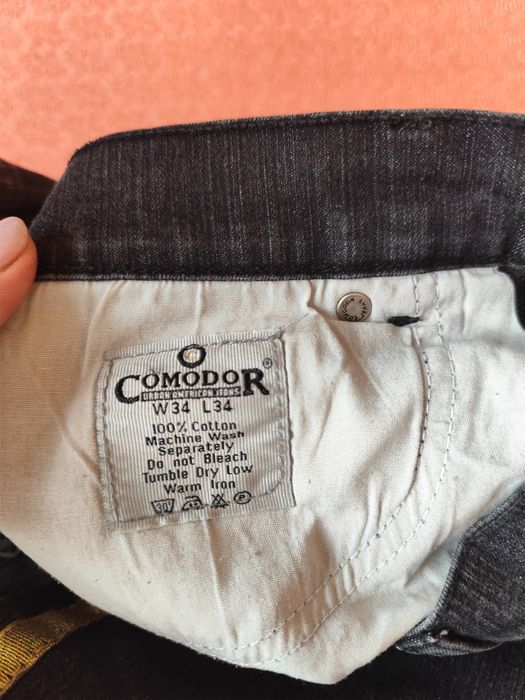 COMODOR ®
URBAN AMERICAN JEANS
W34 L34
100% Cotton
Machine Wash
Separately
Do not Bleach
Tumble Dry Low
Warm Iron
30 P